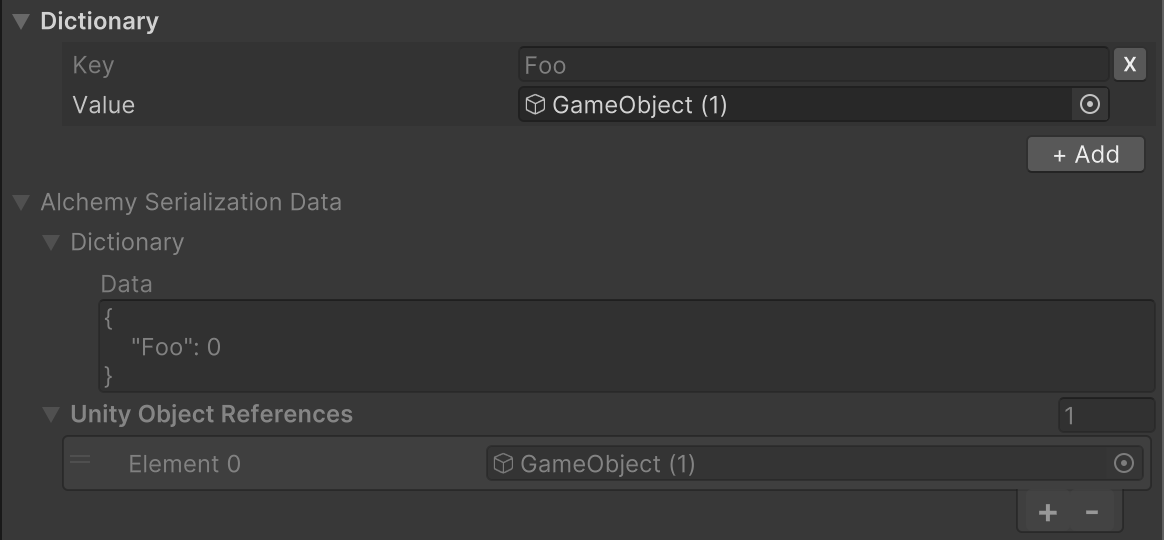 Dictionary
Key Foo X
Value GameObject (1)
+ Add
Alchemy Serialization Data
Dictionary
Data
{
"Foo": 0
}
Unity Object References 1
Element 0 GameObject (1)
+ -